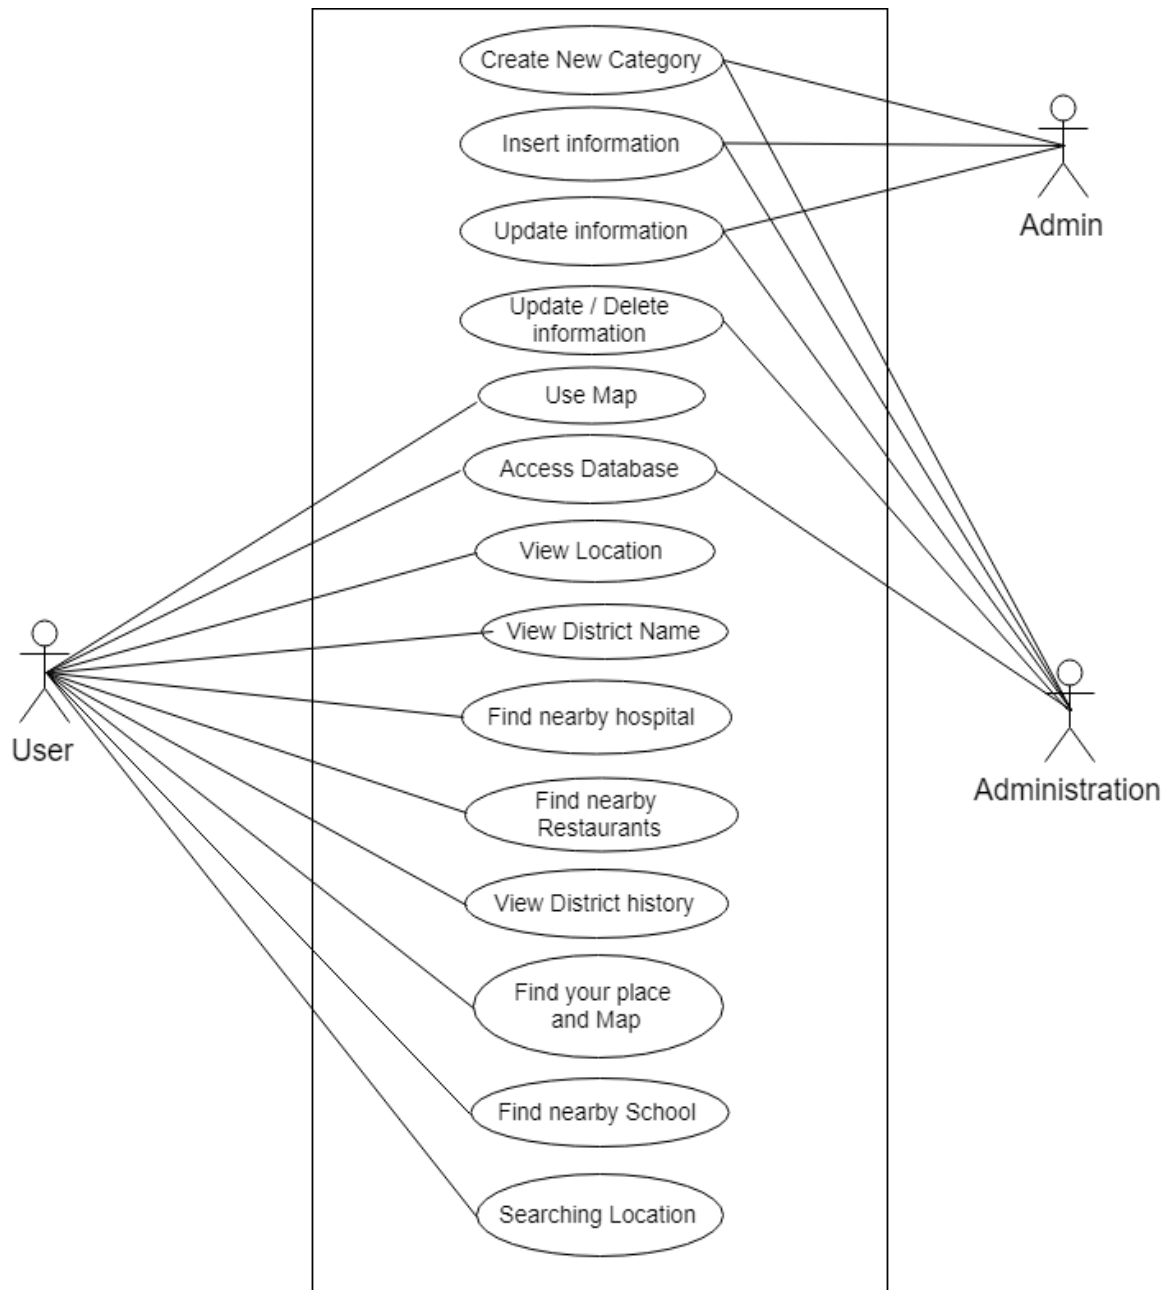 Create New Category
Insert information
Admin
Update information
Update / Delete
information
Use Map
Access Database
View Location
View District Name
Find nearby hospital
User
Administration
Find nearby
Restaurants
View District history
Find your place
and Map
Find nearby School
Searching Location